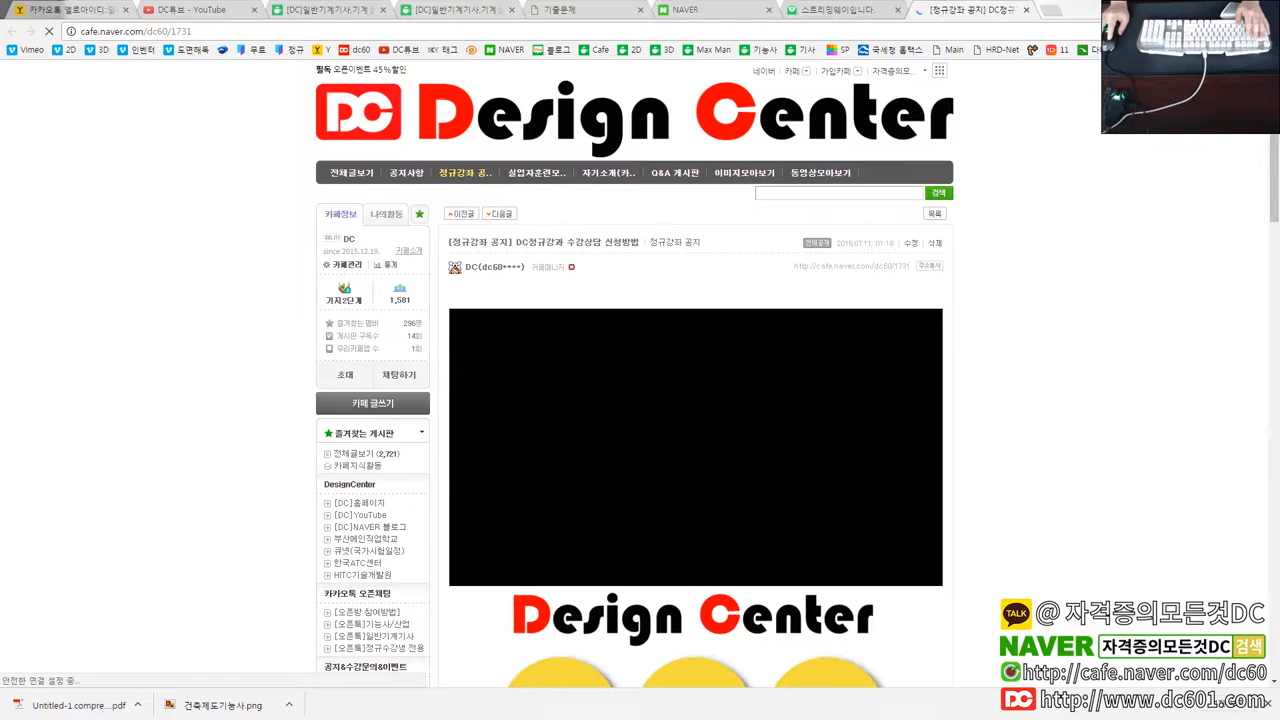 카카오톡 옐로아이디:::일반
DC튜브 - YouTube
[DC]일반기계기사,기계설
[DC]일반기계기사,기계설
기출문제
NAVER
스트리밍웨이입니다.
[정규강좌 공지] DC정규
cafe.naver.com/dc60/1731
Vimeo 2D 3D 인벤터 도면해독 우로 정규 Y dc60 DC튜브 태그 NAVER 블로그 Cafe 2D 3D Max Man 기능사 기사 SP 국세청 홈택스 Main HRD-Net 11
필독 오픈이벤트 45%할인
네이버 카페 가입카페 자격증의모..
DC Design Center
전체글보기 공지사항 정규강좌 공.. 실업자훈련모.. 자기소개(카.. Q&A 게시판 이미지모아보기 동영상모아보기
검색
카페정보 나의활동
이전글 다음글
목록
DC
since 2015.12.19. 카페소개
카페관리 통계
가지2단계 1,581
즐겨찾는 멤버 296명
게시판 구독수 14회
우리카페앱 수 1회
초대 채팅하기
카페 글쓰기
[정규강좌 공지] DC정규강과 수강상담 신청방법 정규강좌 공지
전체공개 2016.07.11. 01:18 수정 삭제
DC(dc60****) 카페매니저
http://cafe.naver.com/dc60/1731 주소복사
즐겨찾는 게시판
전체글보기 (2,721)
카페지식활동
DesignCenter
[DC]홈페이지
[DC]YouTube
[DC]NAVER 블로그
부산메인직업학교
큐넷(국가시험일정)
한국ATC센터
HITC기술개발원
카카오톡 오픈채팅
[오픈방 참여방법]
[오픈톡]기능사/산업
[오픈톡]일반기계기사
[오픈톡]정규수강생 전용
공지&수강문의&이벤트
Design Center
안전한 연결 설정 중...
Untitled-1.compre....pdf
건축제도기능사.png
TALK @ 자격증의모든것DC
NAVER 자격증의모든것DC 검색
http://cafe.naver.com/dc60
DC http://www.dc601.com